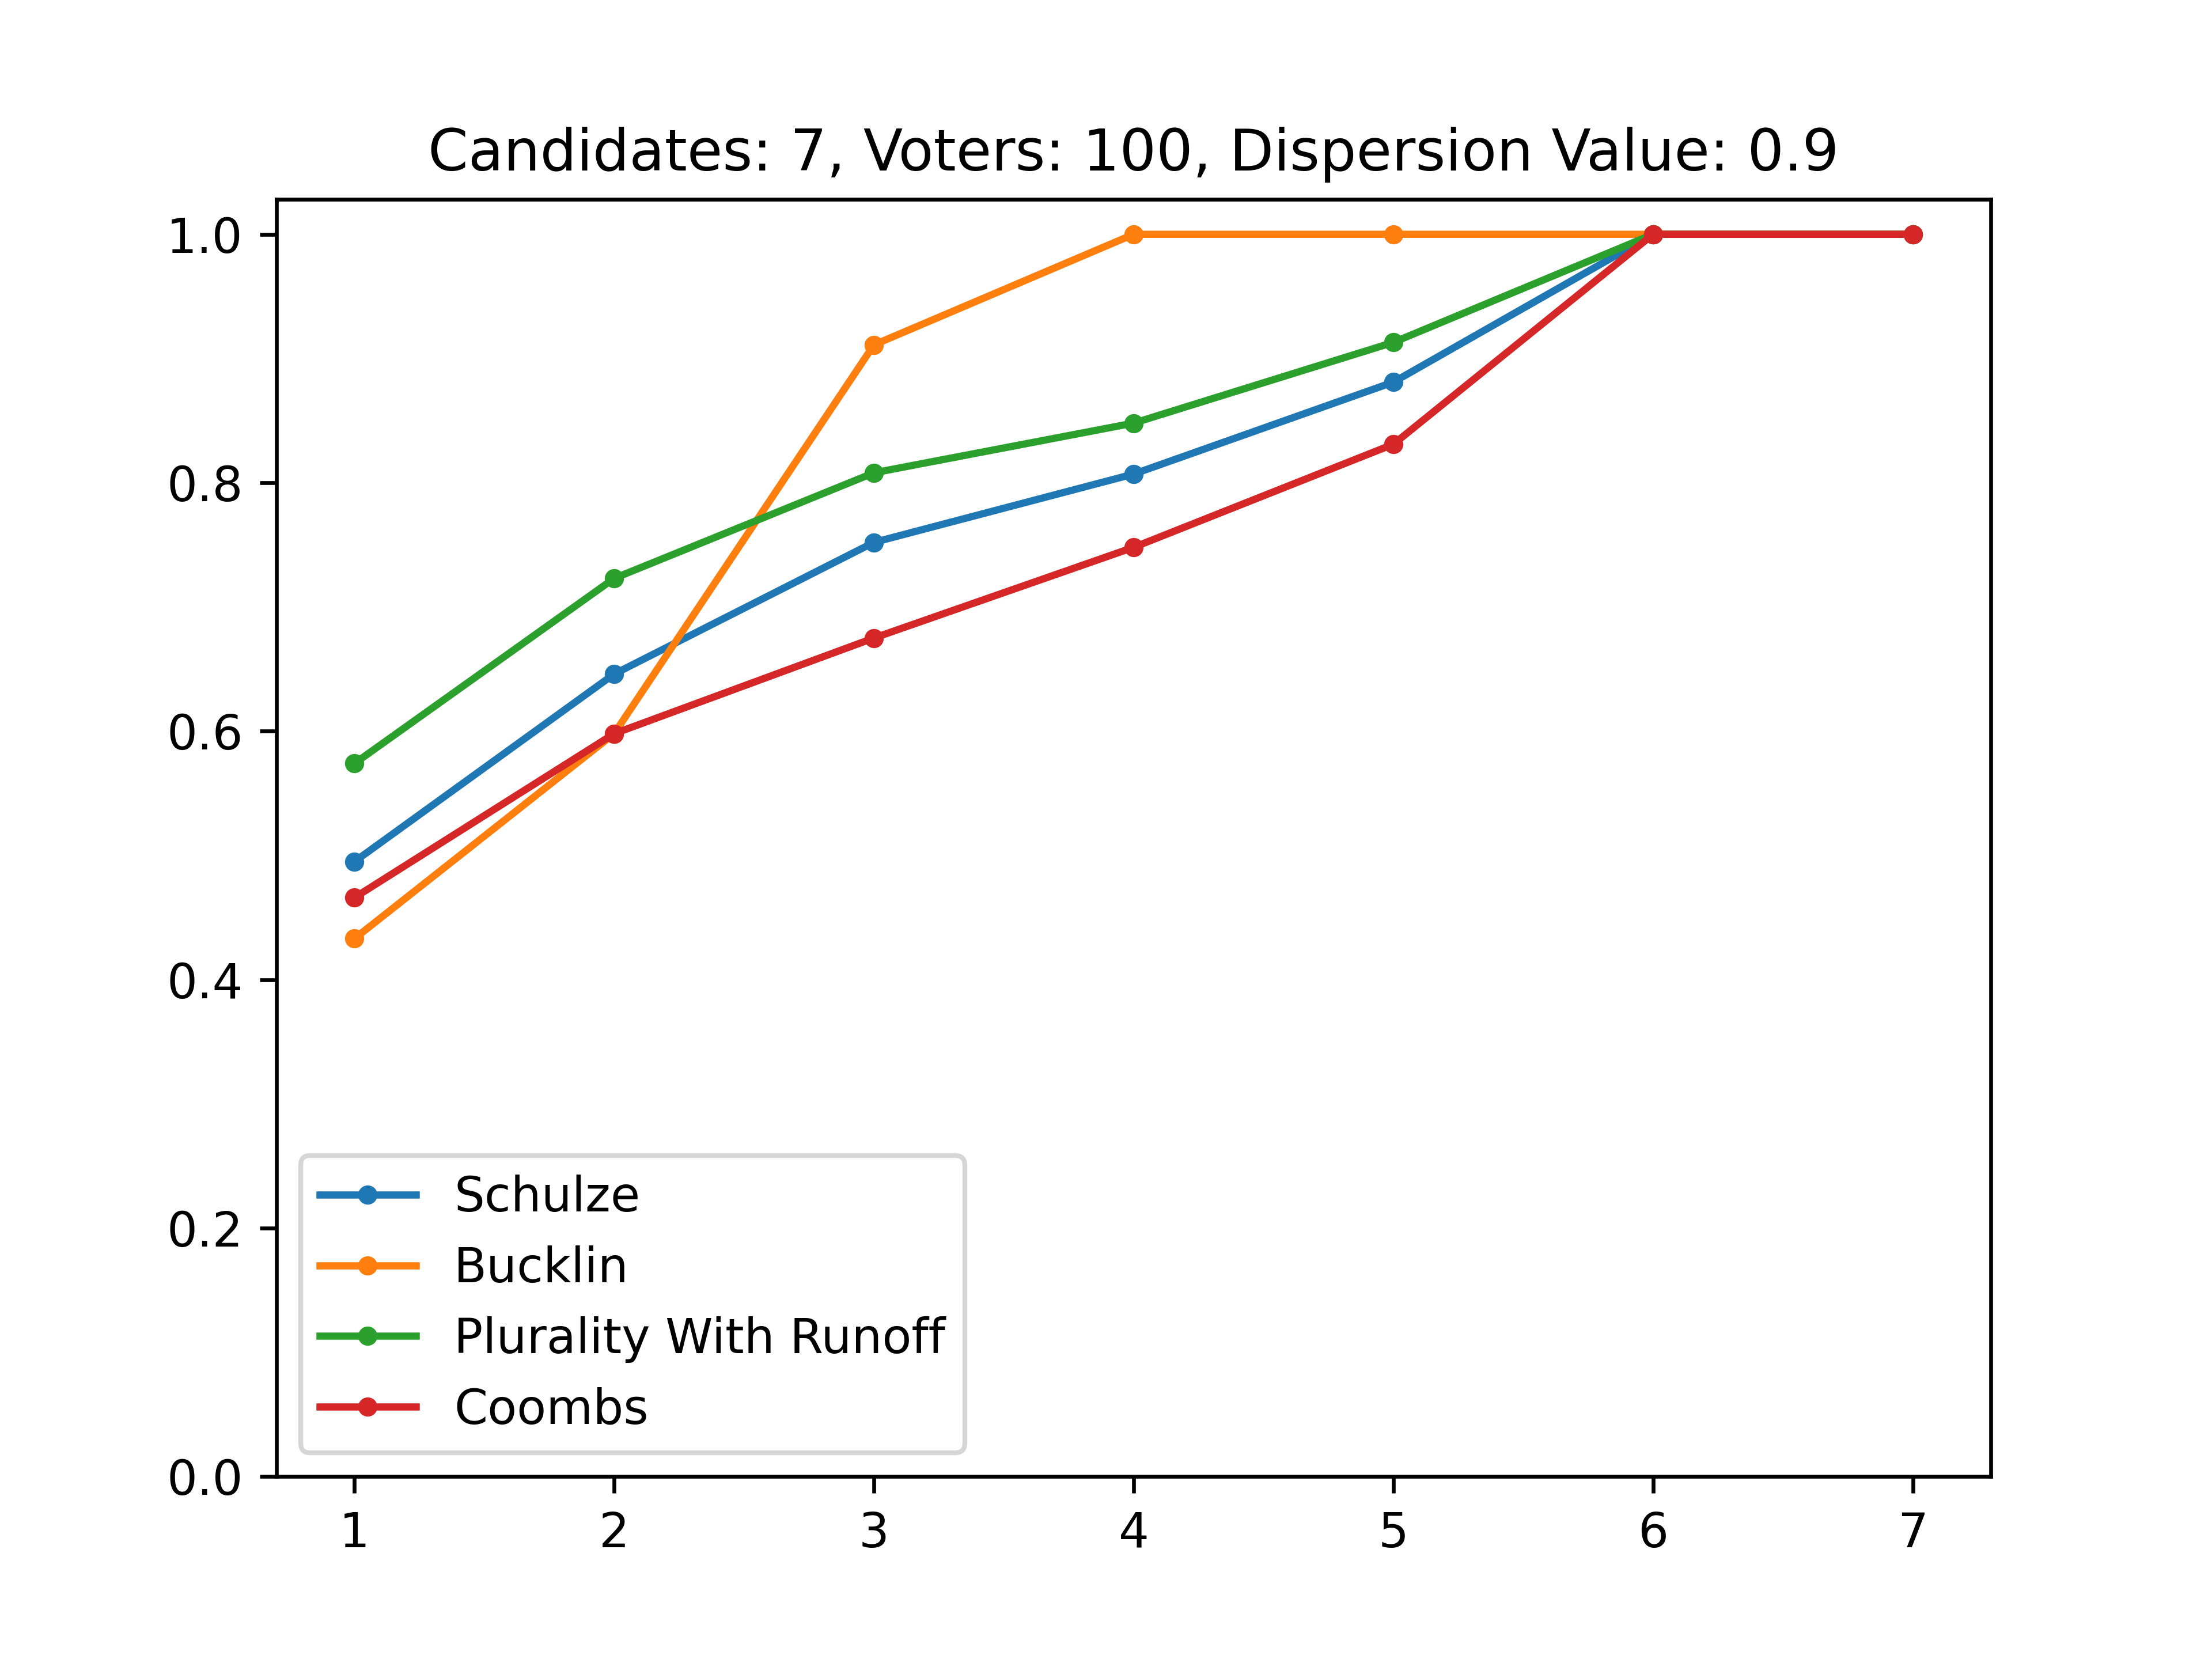 Candidates: 7, Voters: 100, Dispersion Value: 0.9
1.0
0.8
0.6
0.4
0.2
0.0
Schulze
Bucklin
Plurality With Runoff
Coombs
1 2 3 4 5 6 7